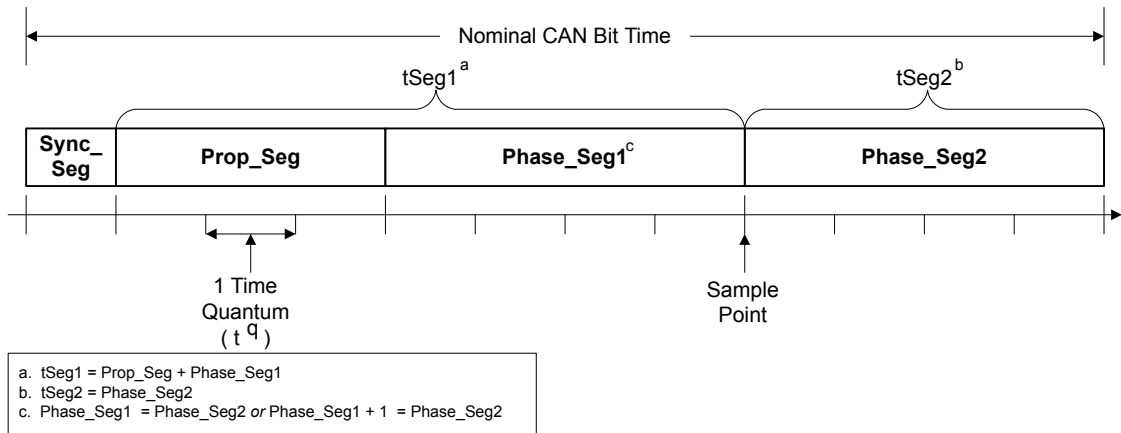 Nominal CAN Bit Time
tSeg1a
tSeg2b
Sync_
Seg
Prop_Seg
Phase_Seg1c
Phase_Seg2
1 Time
Quantum
( t q )
Sample
Point
a. tSeg1 = Prop_Seg + Phase_Seg1
b. tSeg2 = Phase_Seg2
c. Phase_Seg1 = Phase_Seg2 or Phase_Seg1 + 1 = Phase_Seg2